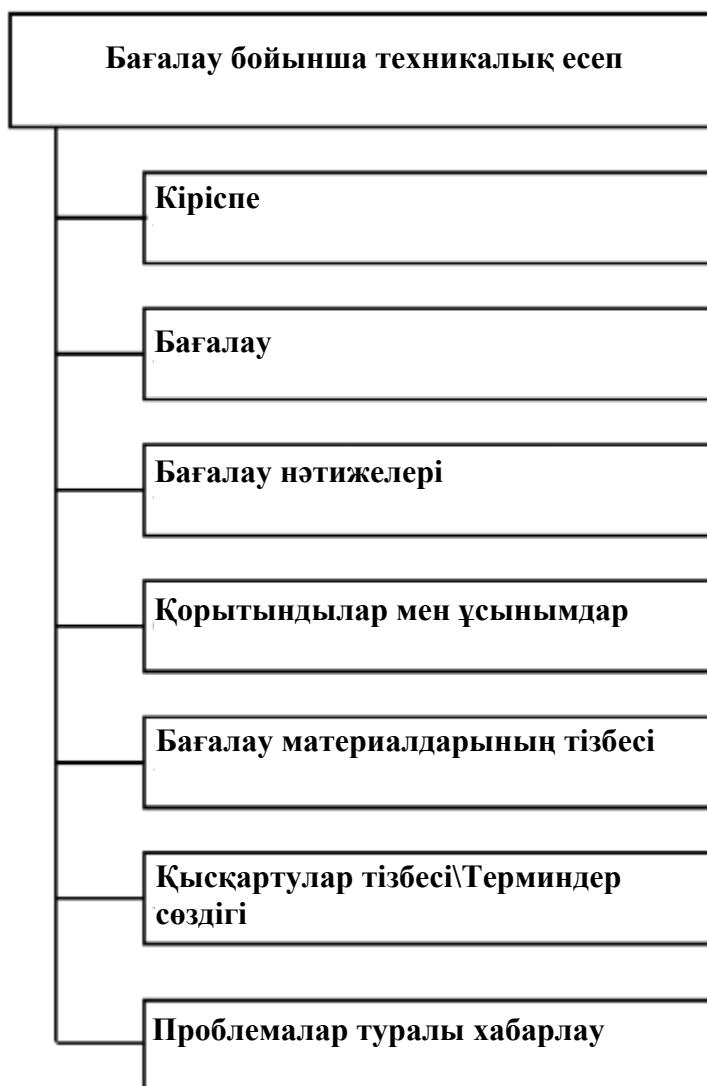 Бағалау бойынша техникалық есеп
Кіріспе
Бағалау
Бағалау нәтижелері
Қорытындылар мен ұсынымдар
Бағалау материалдарының тізбесі
Қысқартулар тізбесі\Терминдер
сөздігі
Проблемалар туралы хабарлау